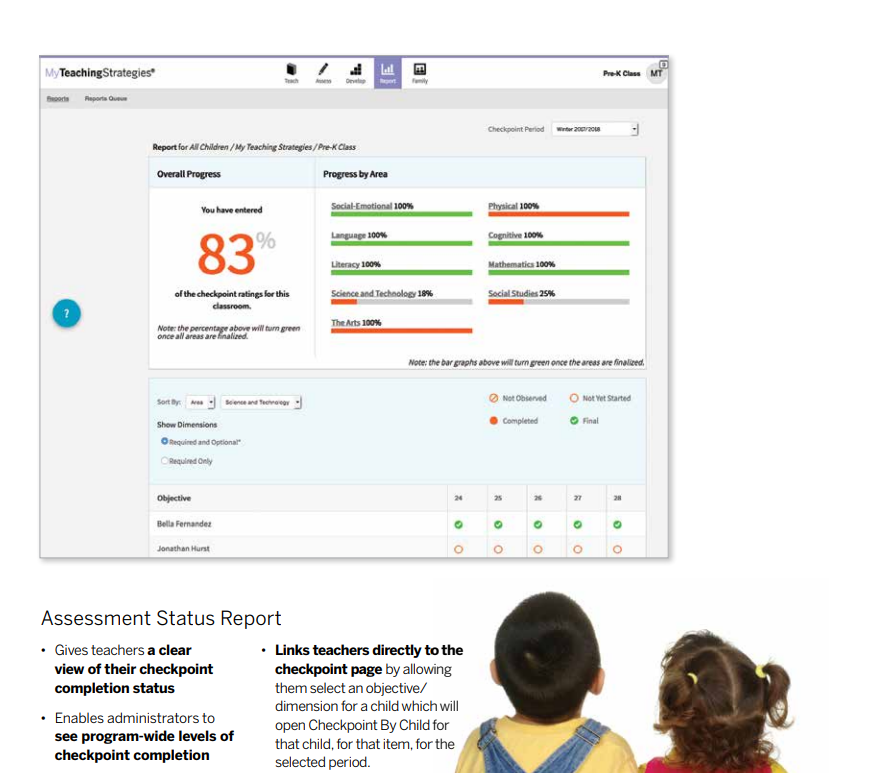 MyTeachingStrategies®
Teach
Assess
Develop
Report
Family
Pre-K Class
MT
Reports
Reports Queue
Checkpoint Period
Winter 2007/2018
Report for All Children / My Teaching Strategies / Pre-K Class
Overall Progress
Progress by Area
You have entered
83%
of the checkpoint ratings for this
classroom.
Note: the percentage above will turn green
once all areas are finalized.
Social-Emotional 100%
Physical 100%
Language 100%
Cognitive 100%
Literacy 100%
Mathematics 100%
Science and Technology 18%
Social Studies 25%
The Arts 100%
Note: the bar graphs above will turn green once the areas are finalized.
?
Sort By:
Area
Science and Technology
Not Observed
Not Yet Started
Completed
Final
Show Dimensions
Required and Optional*
Required Only
Objective 24 25 26 27 28
Bella Fernandez
Jonathan Hurst
Assessment Status Report
• Gives teachers a clear
view of their checkpoint
completion status
• Enables administrators to
see program-wide levels of
checkpoint completion
• Links teachers directly to the
checkpoint page by allowing
them select an objective/
dimension for a child which will
open Checkpoint By Child for
that child, for that item, for the
selected period.